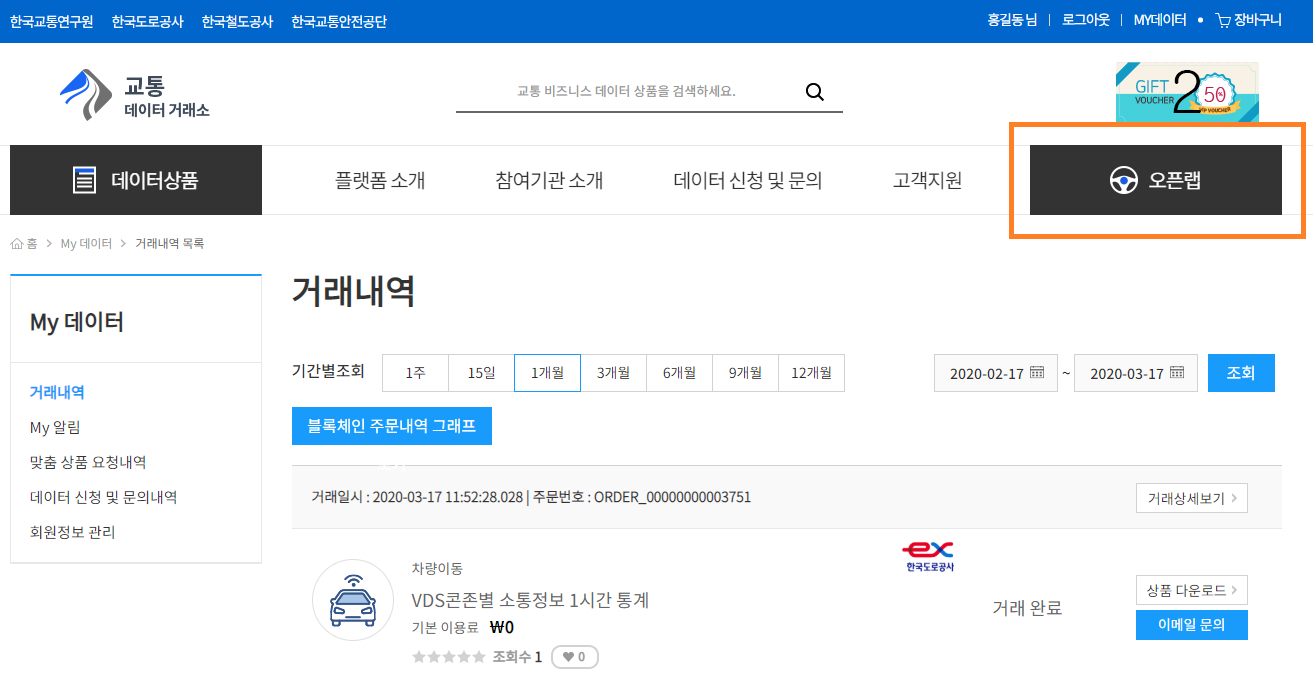 한국교통연구원 한국도로공사 한국철도공사 한국교통안전공단
홍길동 님 로그아웃 MY데이터 장바구니
교통
데이터 거래소
교통 비즈니스 데이터 상품을 검색하세요.
GIFT
VOUCHER
2
50%
VIP VOUCHER
데이터상품 플랫폼 소개 참여기관 소개 데이터 신청 및 문의 고객지원 오픈랩
홈 > My 데이터 > 거래내역 목록
My 데이터
거래내역
My 알림
맞춤 상품 요청내역
데이터 신청 및 문의내역
회원정보 관리
거래내역
기간별조회 1주 15일 1개월 3개월 6개월 9개월 12개월 2020-02-17 ~ 2020-03-17 조회
블록체인 주문내역 그래프
거래일시 : 2020-03-17 11:52:28.028 | 주문번호 : ORDER_00000000003751 거래상세보기 >
차량이동
VDS콘존별 소통정보 1시간 통계
기본 이용료 ₩0
조회수 1 ♥ 0
ex
한국도로공사
거래 완료
상품 다운로드 >
이메일 문의